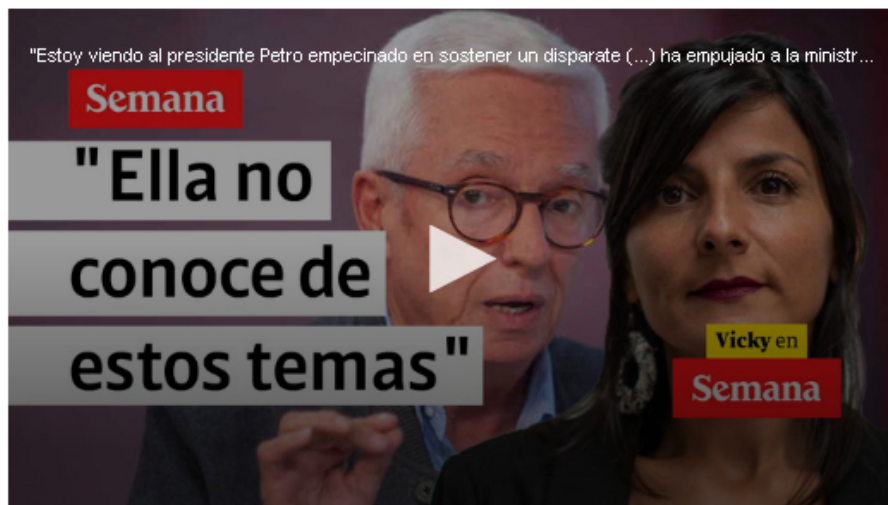 "Estoy viendo al presidente Petro empecinado en sostener un disparate (...) ha empujado a la ministr...
Semana
"Ella no
conoce de
estos temas"
Vicky en
Semana